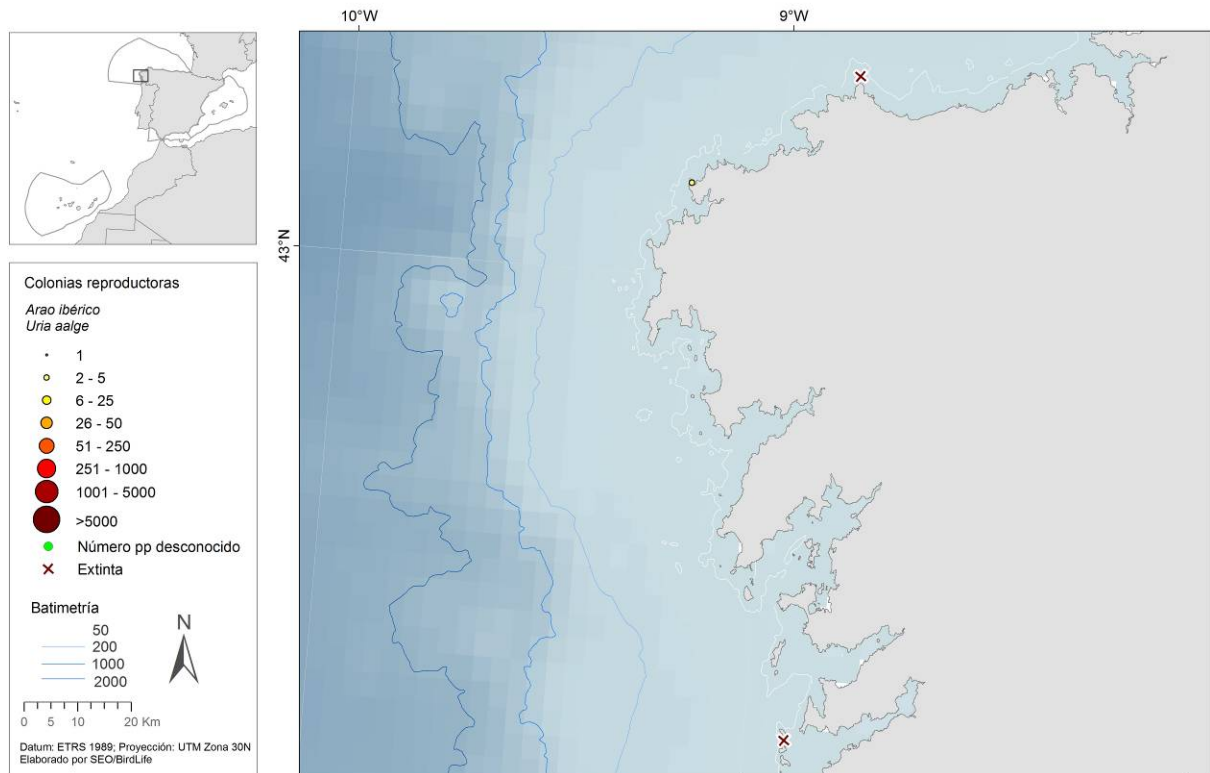 10°W
9°W
43°N
Colonias reproductoras
Arao ibérico
Uria aalge
1
2 - 5
6 - 25
26 - 50
51 - 250
251 - 1000
1001 - 5000
>5000
Número pp desconocido
Extinta
Batimetría
50
200
1000
2000
N
0 5 10 20 Km
Datum: ETRS 1989; Proyección: UTM Zona 30N
Elaborado por SEO/BirdLife